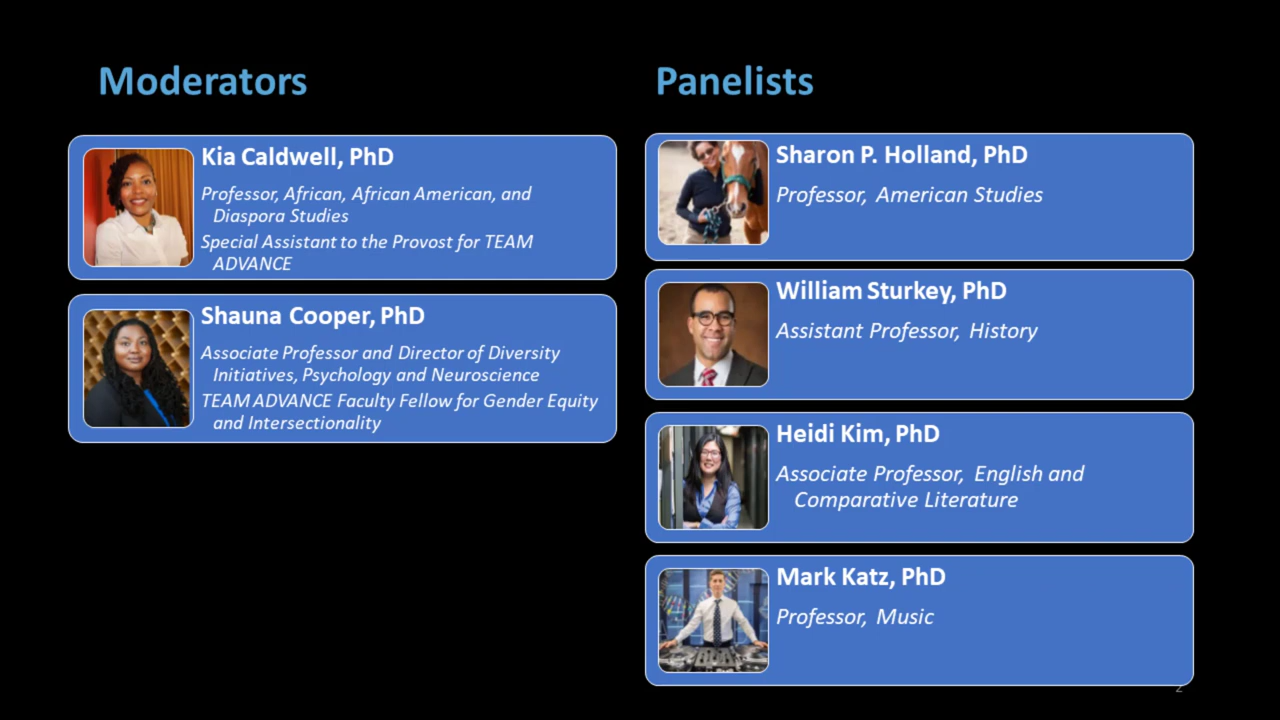 Moderators
Kia Caldwell, PhD
Professor, African, African American, and
Diaspora Studies
Special Assistant to the Provost for TEAM
ADVANCE
Shauna Cooper, PhD
Associate Professor and Director of Diversity
Initiatives, Psychology and Neuroscience
TEAM ADVANCE Faculty Fellow for Gender Equity
and Intersectionality
Panelists
Sharon P. Holland, PhD
Professor, American Studies
William Sturkey, PhD
Assistant Professor, History
Heidi Kim, PhD
Associate Professor, English and
Comparative Literature
Mark Katz, PhD
Professor, Music
2